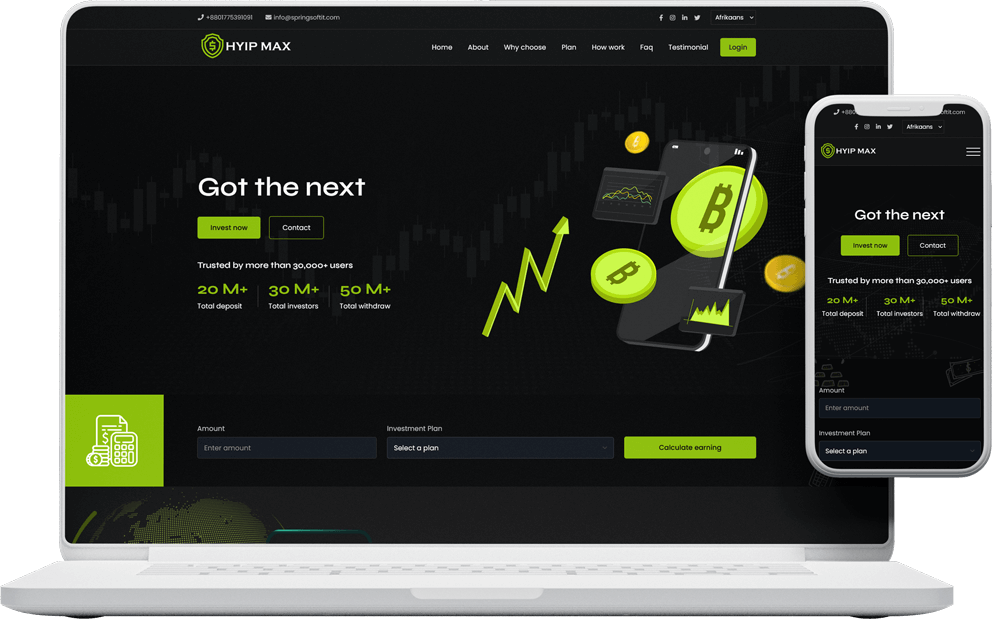 +8801775391091 info@springsoftit.com Afrikaans
HYIP MAX Home About Why choose Plan How work Faq Testimonial Login
Got the next
Invest now Contact
Trusted by more than 30,000+ users
20 M+ 30 M+ 50 M+
Total deposit Total investors Total withdraw
Amount Investment Plan
Enter amount Select a plan Calculate earning
Afrikaans
HYIP MAX
Got the next
Invest now Contact
Trusted by more than 30,000+ users
20 M+ 30 M+ 50 M+
Total deposit Total investors Total withdraw
Amount
Enter amount
Investment Plan
Select a plan